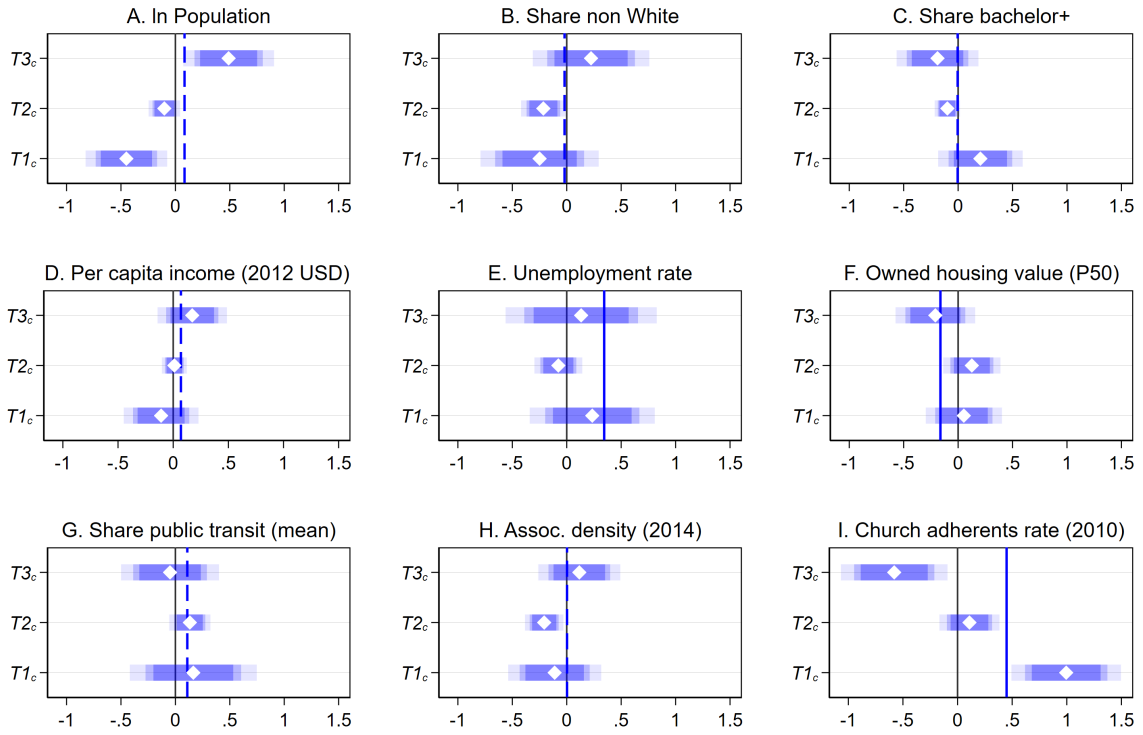 A. ln Population
B. Share non White
C. Share bachelor+
T3c
T2c
T1c
-1 -.5 0 .5 1 1.5
T3c
T2c
T1c
-1 -.5 0 .5 1 1.5
T3c
T2c
T1c
-1 -.5 0 .5 1 1.5
D. Per capita income (2012 USD)
E. Unemployment rate
F. Owned housing value (P50)
T3c
T2c
T1c
-1 -.5 0 .5 1 1.5
T3c
T2c
T1c
-1 -.5 0 .5 1 1.5
T3c
T2c
T1c
-1 -.5 0 .5 1 1.5
G. Share public transit (mean)
H. Assoc. density (2014)
I. Church adherents rate (2010)
T3c
T2c
T1c
-1 -.5 0 .5 1 1.5
T3c
T2c
T1c
-1 -.5 0 .5 1 1.5
T3c
T2c
T1c
-1 -.5 0 .5 1 1.5